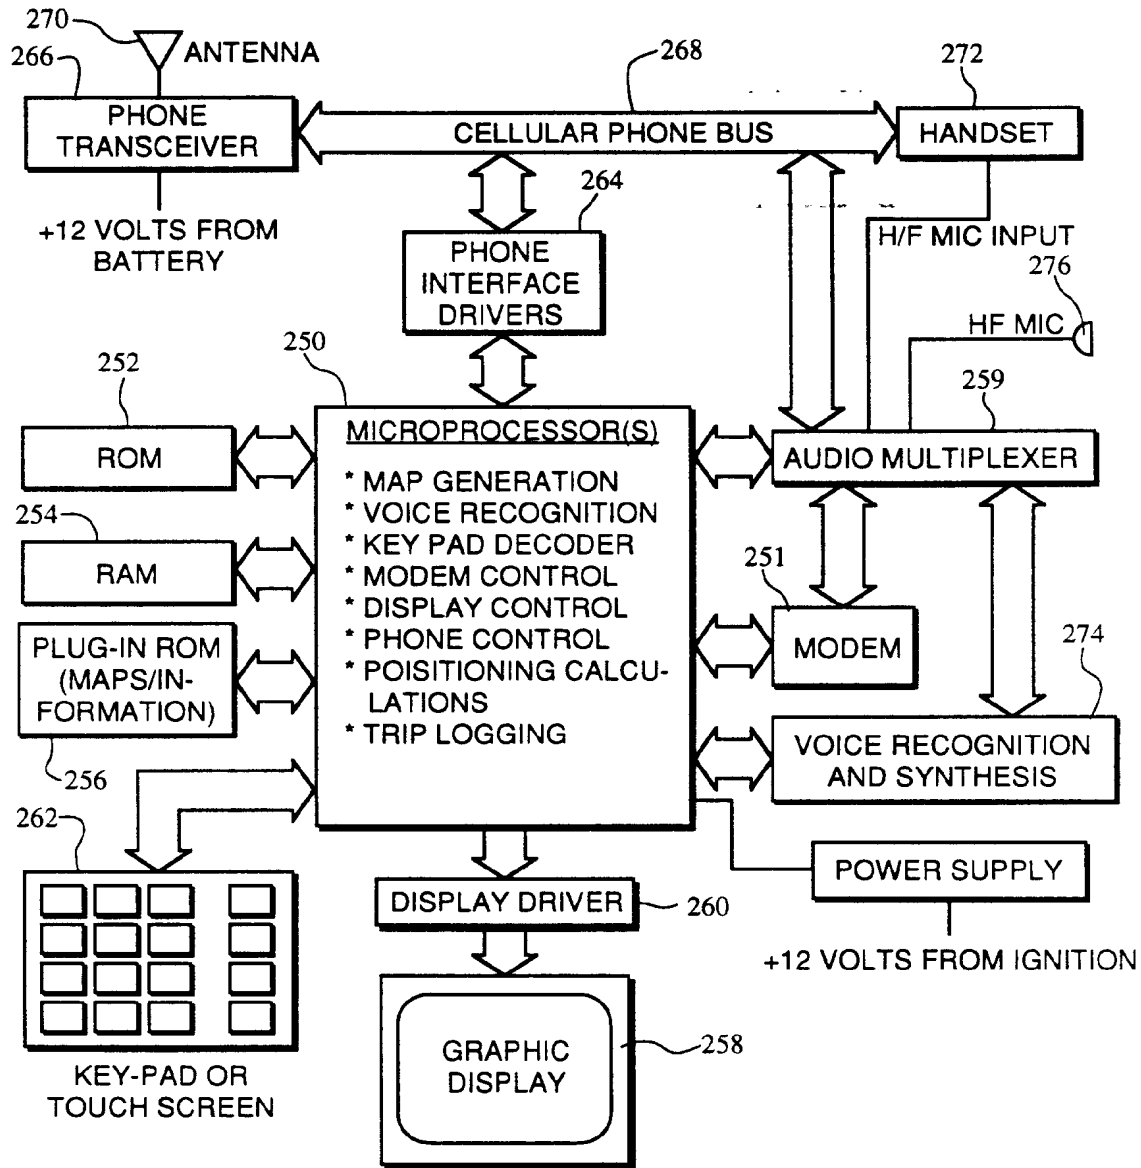 270
ANTENNA
266
268
272
PHONE
TRANSCEIVER
CELLULAR PHONE BUS
HANDSET
264
+12 VOLTS FROM
BATTERY
PHONE
INTERFACE
DRIVERS
H/F MIC INPUT
276
HF MIC
250
252
259
ROM
MICROPROCESSOR(S)
* MAP GENERATION
* VOICE RECOGNITION
* KEY PAD DECODER
* MODEM CONTROL
* DISPLAY CONTROL
* PHONE CONTROL
* POISITIONING CALCU-
LATIONS
* TRIP LOGGING
AUDIO MULTIPLEXER
254
RAM
251
MODEM
PLUG-IN ROM
(MAPS/IN-
FORMATION)
274
256
VOICE RECOGNITION
AND SYNTHESIS
262
POWER SUPPLY
DISPLAY DRIVER
260
+12 VOLTS FROM IGNITION
GRAPHIC
DISPLAY
258
KEY-PAD OR
TOUCH SCREEN